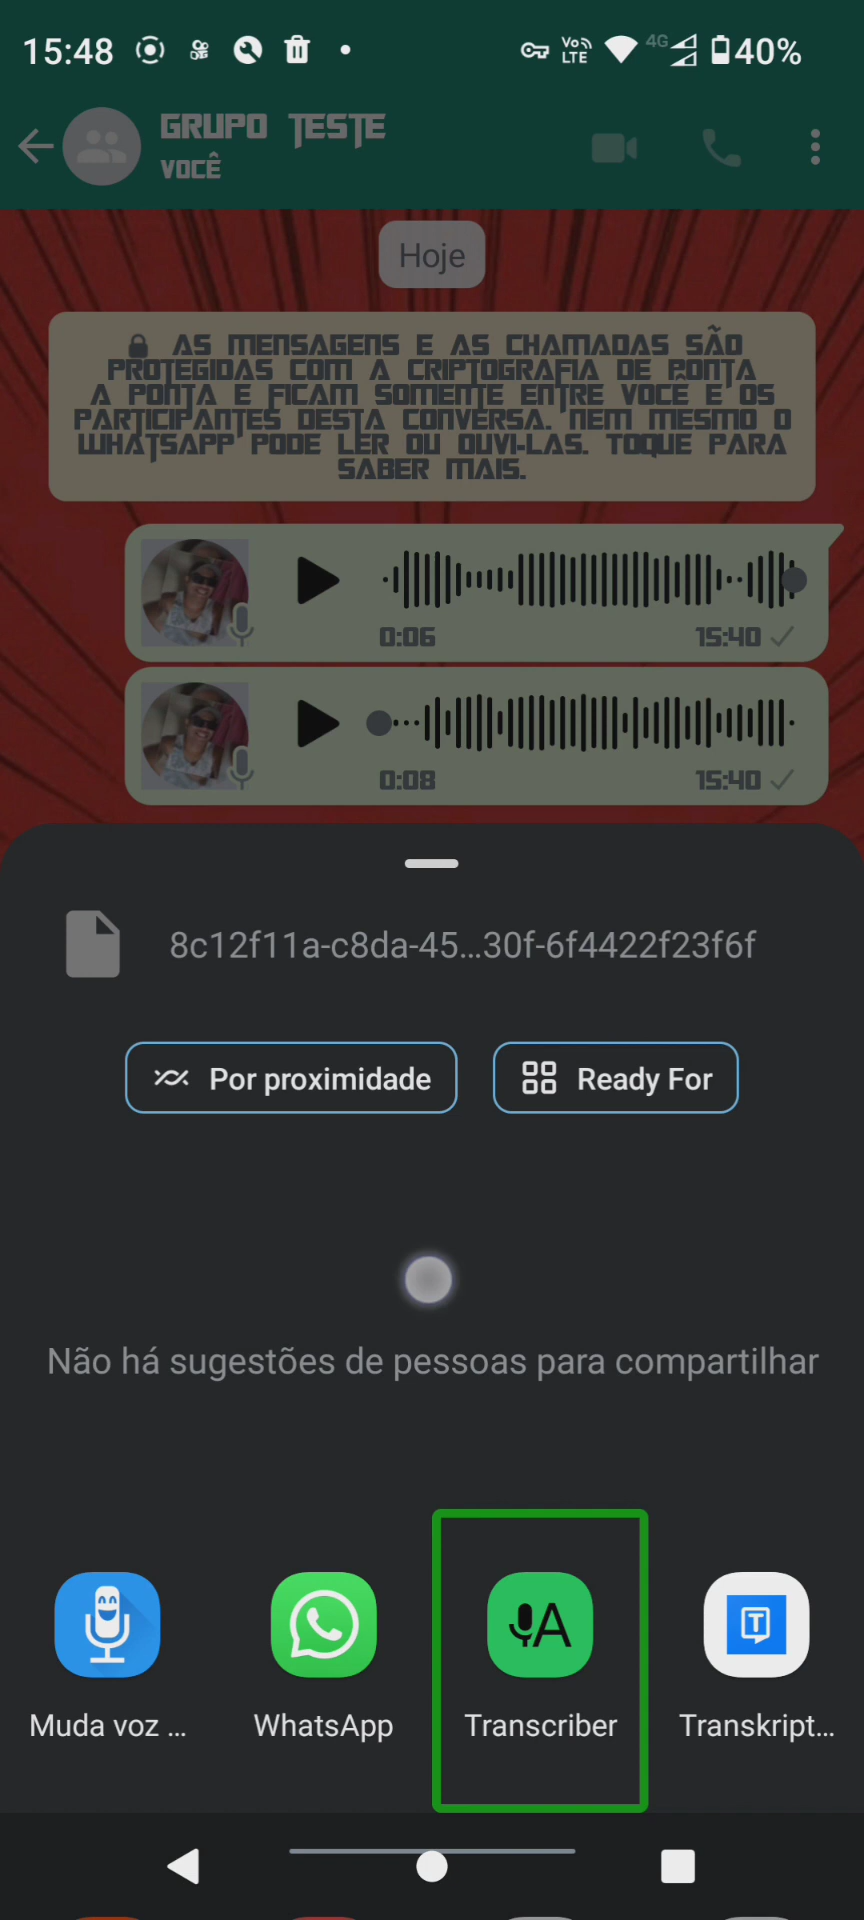 15:48
Vo
LTE
4G
40%
GRUPO TESTE
VOCÊ
Hoje
AS MENSAGENS E AS CHAMADAS SÃO
PROTEGIDAS COM A CRIPTOGRAFIA DE PONTA
A PONTA E FICAM SOMENTE ENTRE VOCÊ E OS
PARTICIPANTES DESTA CONVERSA. NEM MESMO O
WHATSAPP PODE LER OU OUVI-LAS. TOQUE PARA
SABER MAIS.
0:06
15:40
0:08
15:40
8c12f11a-c8da-45...30f-6f4422f23f6f
Por proximidade
Ready For
Não há sugestões de pessoas para compartilhar
A
T
Muda voz ...
WhatsApp
Transcriber
Transkript...